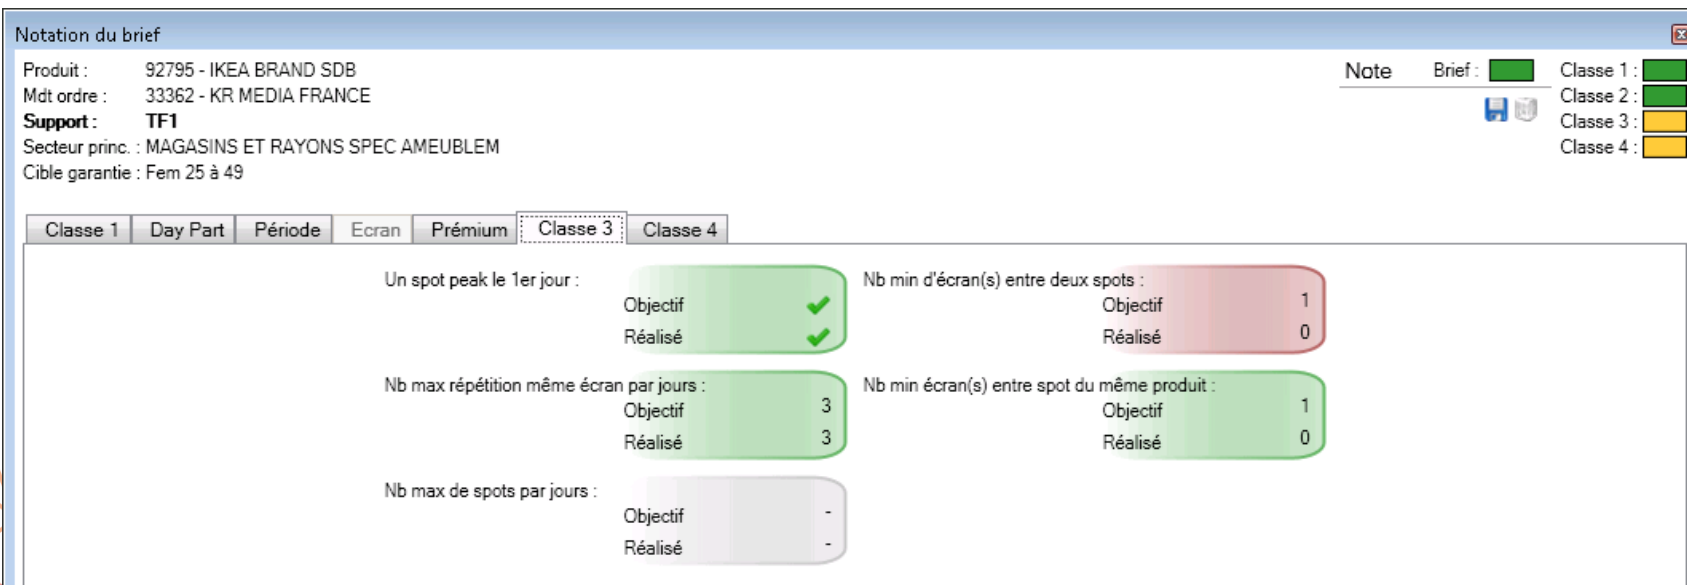 Notation du brief
Produit : 92795 - IKEA BRAND SDB
Mdt ordre : 33362 - KR MEDIA FRANCE
Support : TF1
Secteur princ. : MAGASINS ET RAYONS SPEC AMEUBLEM
Cible garantie : Fem 25 à 49
Note Brief :
Classe 1 :
Classe 2 :
Classe 3 :
Classe 4 :
Classe 1 Day Part Période Ecran Prémium Classe 3 Classe 4
Un spot peak le 1er jour :
Objectif
Réalisé
Nb min d'écran(s) entre deux spots :
Objectif 1
Réalisé 0
Nb max répétition même écran par jours :
Objectif 3
Réalisé 3
Nb min écran(s) entre spot du même produit :
Objectif 1
Réalisé 0
Nb max de spots par jours :
Objectif -
Réalisé -